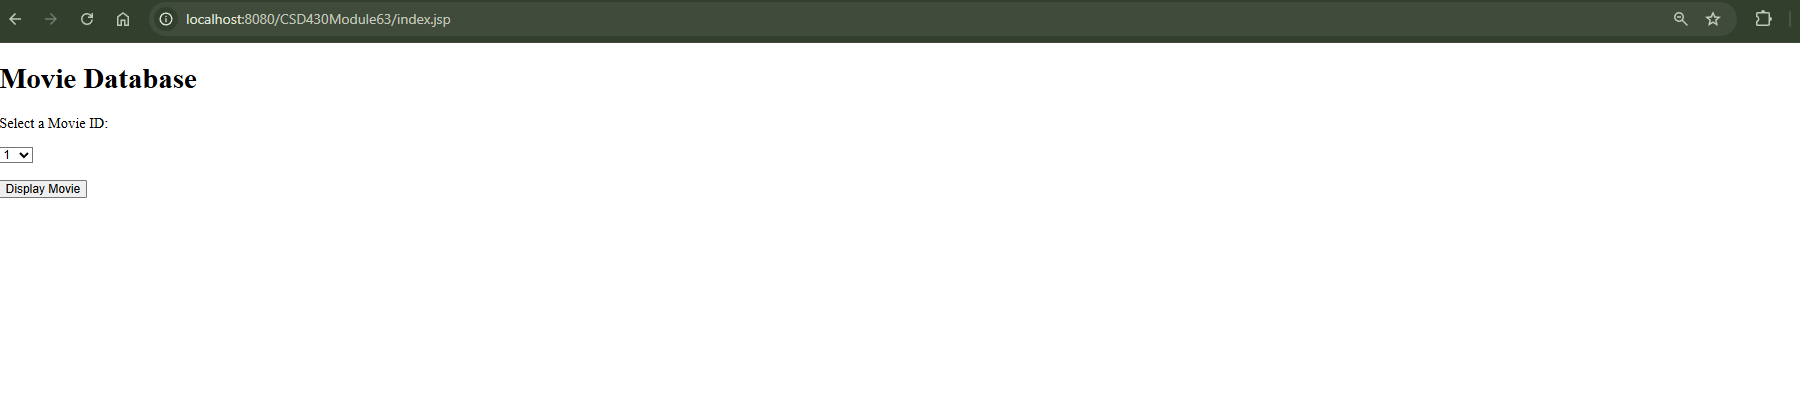 localhost:8080/CSD430Module63/index.jsp
Movie Database
Select a Movie ID:
1
Display Movie